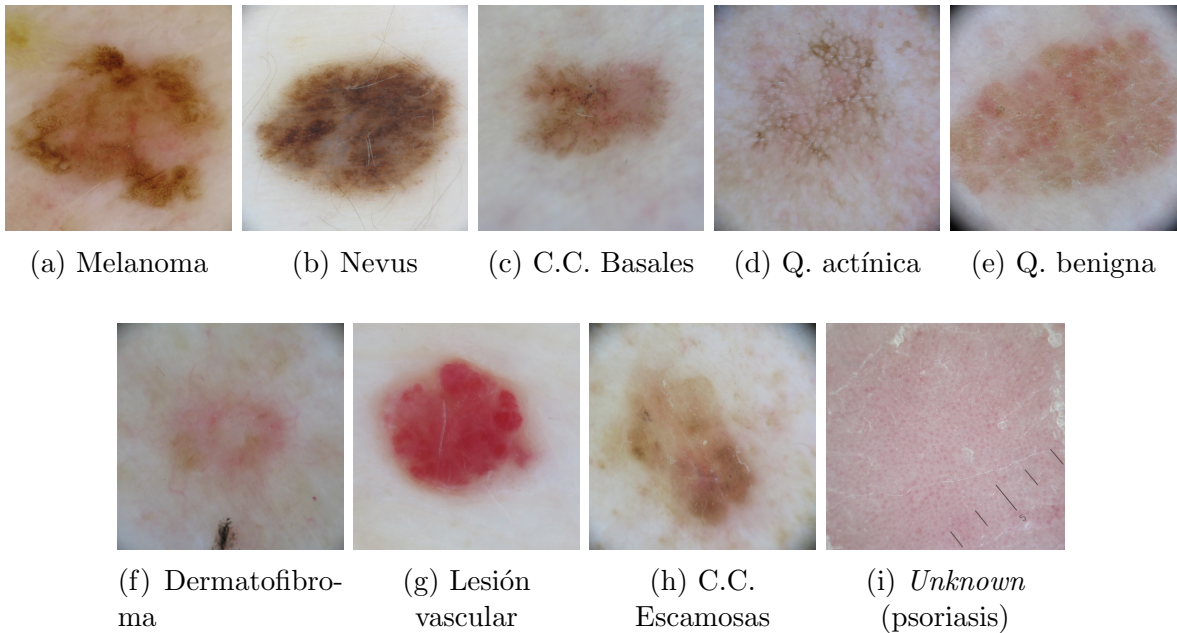 (a) Melanoma
(b) Nevus
(c) C.C. Basales
(d) Q. actínica
(e) Q. benigna
(f) Dermatofibro-
ma
(g) Lesión
vascular
(h) C.C.
Escamosas
(i) Unknown
(psoriasis)